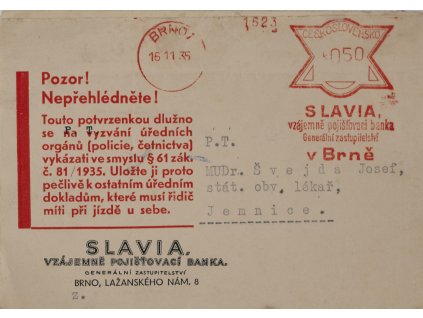 BRNO 1
16.11.35
1623
ČESKOSLOVENSKO
050
SLAVIA,
vzájemně pojišťovací banka
Generální zastupitelství
v Brně
Pozor!
Nepřehlédněte!
Touto potvrzenkou dlužno
se na vyzvání úředních
orgánů (policie, četnictva)
vykázati ve smyslu § 61 zák.
č. 81/1935. Uložte ji proto
pečlivě k ostatním úředním
dokladům, které musí řidič
míti při jízdě u sebe.
P.T.
P.T.
MUDr. Švejda Josef,
stát. obv. lékař,
Jemnice.
SLAVIA,
VZÁJEMNĚ POJIŠŤOVACÍ BANKA.
GENERÁLNÍ ZASTUPITELSTVÍ
BRNO, LAŽANSKÉHO NÁM. 8
Z.